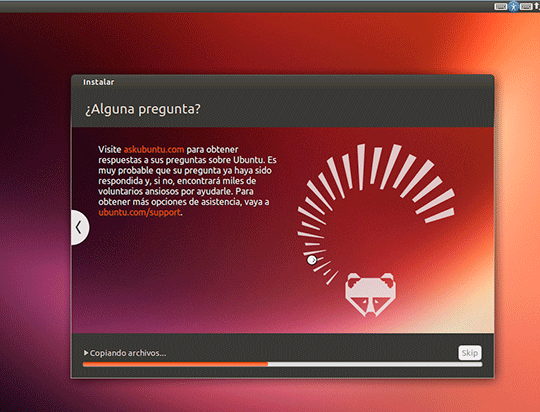 Instalar
¿Alguna pregunta?
Visite askubuntu.com para obtener
respuestas a sus preguntas sobre Ubuntu. Es
muy probable que su pregunta ya haya sido
respondida y, si no, encontrará miles de
voluntarios ansiosos por ayudarle. Para
obtener más opciones de asistencia, vaya a
ubuntu.com/support.
Copiando archivos...
Skip